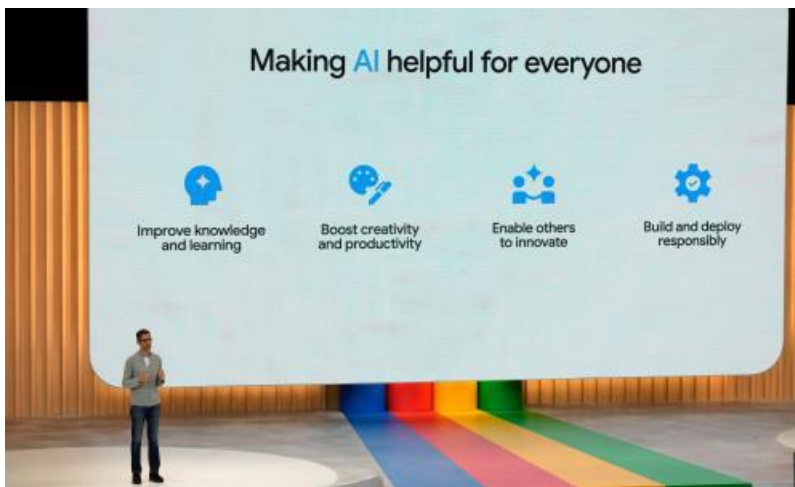 Making AI helpful for everyone
Improve knowledge
and learning
Boost creativity
and productivity
Enable others
to innovate
Build and deploy
responsibly